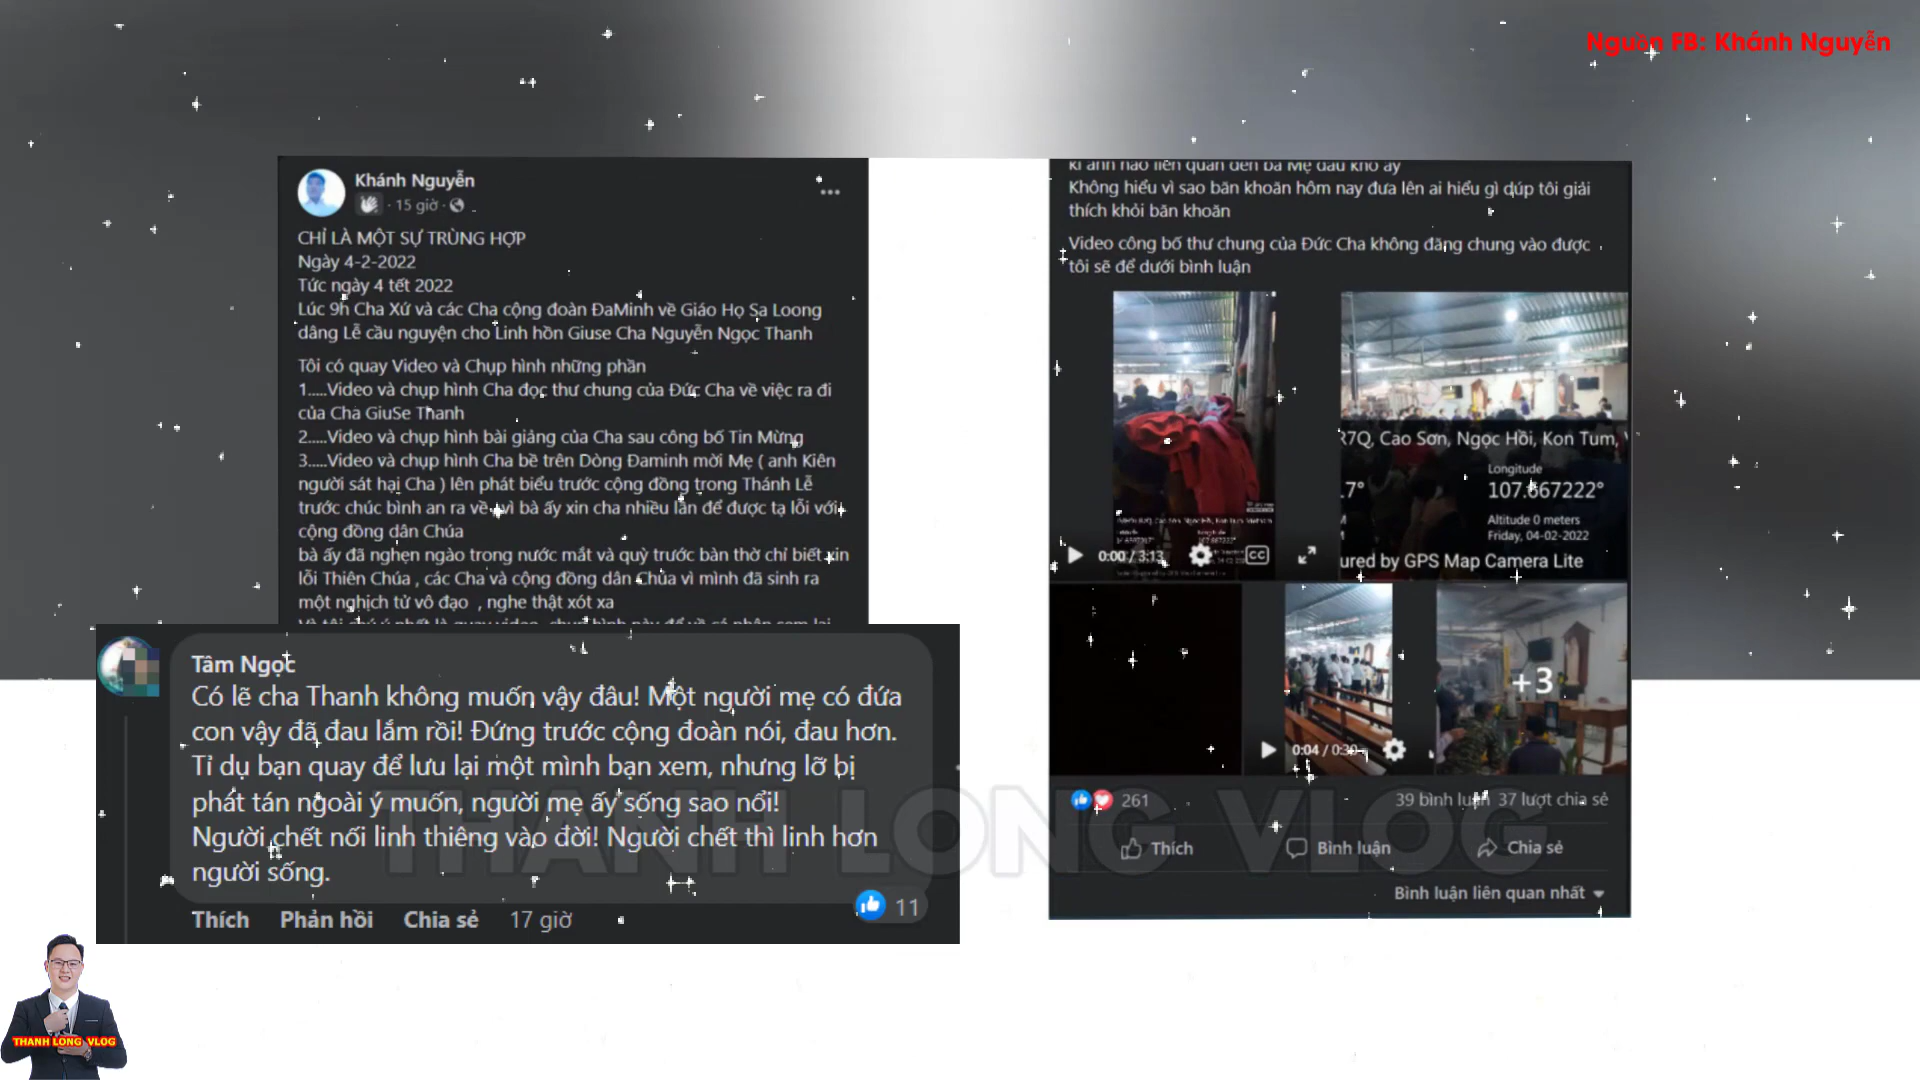 Nguồn FB: Khánh Nguyễn
Khánh Nguyễn
15 giờ
CHỈ LÀ MỘT SỰ TRÙNG HỢP
Ngày 4-2-2022
Tức ngày 4 tết 2022
Lúc 9h Cha Xứ và các Cha cộng đoàn ĐaMinh về Giáo Họ Sa Loong
dâng Lễ cầu nguyện cho Linh hồn Giuse Cha Nguyễn Ngọc Thanh
Tôi có quay Video và Chụp hình những phần
1....Video và chụp hình Cha đọc thư chung của Đức Cha về việc ra đi
của Cha GiuSe Thanh
2....Video và chụp hình bài giảng của Cha sau công bố Tin Mừng
3....Video và chụp hình Cha bề trên Dòng Đaminh mời Mẹ ( anh Kiên
người sát hại Cha ) lên phát biểu trước cộng đồng trong Thánh Lễ
trước chúc bình an ra về vì bà ấy xin cha nhiều lần để được tạ lỗi với
cộng đồng dân Chúa
bà ấy đã nghẹn ngào trong nước mắt và quỳ trước bàn thờ chỉ biết xin
lỗi Thiên Chúa , các Cha và cộng đồng dân Chúa vì mình đã sinh ra
một nghịch tử vô đạo , nghe thật xót xa
Tâm Ngọc
Có lẽ cha Thanh không muốn vậy đâu! Một người mẹ có đứa
con vậy đã đau lắm rồi! Đứng trước cộng đoàn nói, đau hơn.
Tỉ dụ bạn quay để lưu lại một mình bạn xem, nhưng lỡ bị
phát tán ngoài ý muốn, người mẹ ấy sống sao nổi!
Người chết nối linh thiêng vào đời! Người chết thì linh hơn
người sống.
Thích Phản hồi Chia sẻ 17 giờ
11
kì ảnh nào liên quan đến bà Mẹ đau khổ ấy
Không hiểu vì sao băn khoăn hôm nay đưa lên ai hiểu gì dúp tôi giải
thích khỏi băn khoăn
Video công bố thư chung của Đức Cha không đăng chung vào được
tôi sẽ để dưới bình luận
R7Q, Cao Sơn, Ngọc Hồi, Kon Tum,
Longitude
.7° 107.667222°
Altitude 0 meters
Friday, 04-02-2022
ured by GPS Map Camera Lite
0:00 / 3:13
CC
0:04 / 0:30
+3
261
39 bình luận 37 lượt chia sẻ
Thích Bình luận Chia sẻ
Bình luận liên quan nhất
THANH LONG VLOG
THANH LONG VLOG